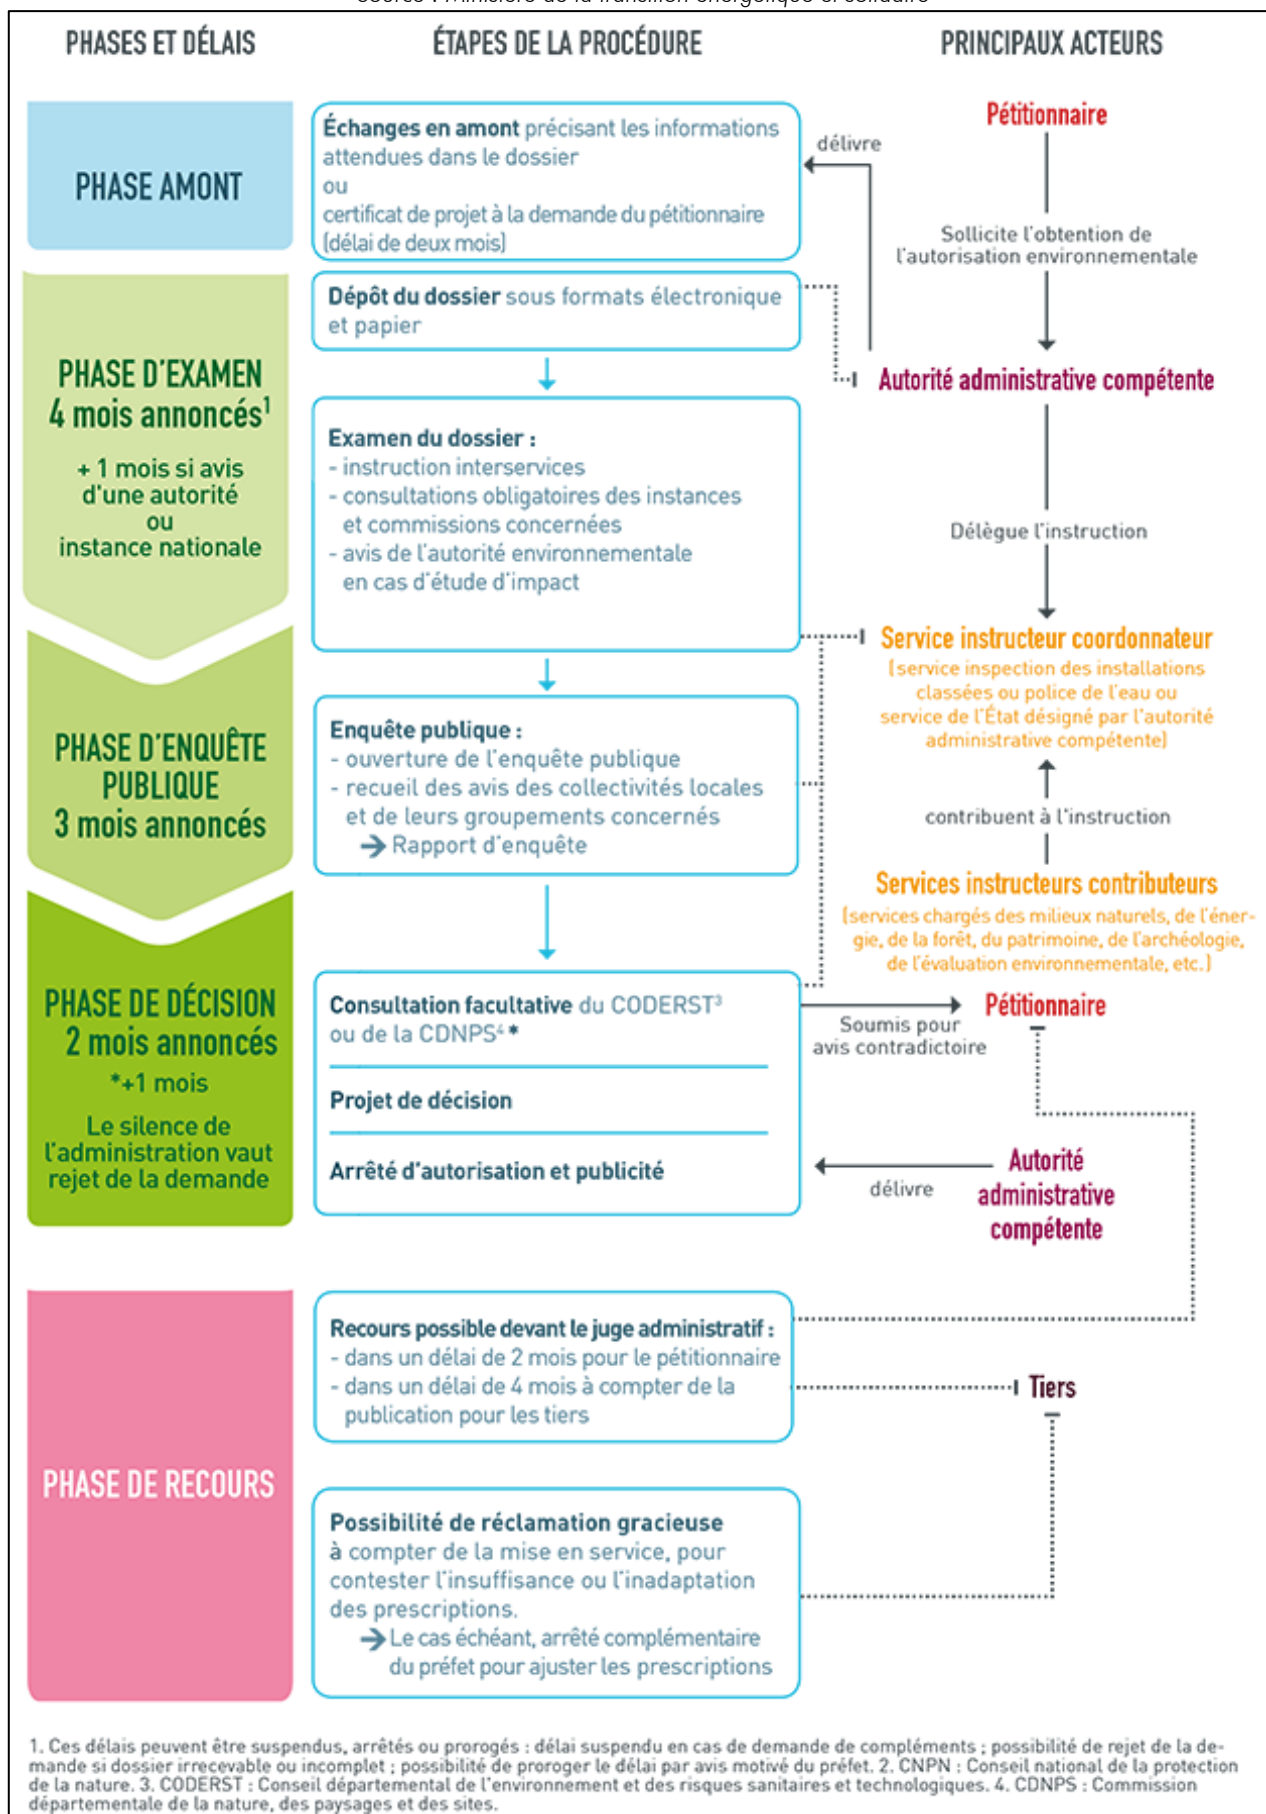 Source : Ministère de la transition énergétique et solidaire
PHASES ET DÉLAIS
ÉTAPES DE LA PROCÉDURE
PRINCIPAUX ACTEURS
PHASE AMONT
Échanges en amont précisant les informations
attendues dans le dossier
ou
certificat de projet à la demande du pétitionnaire
(délai de deux mois)
délivre
Pétitionnaire
Sollicite l'obtention de
l'autorisation environnementale
PHASE D'EXAMEN
4 mois annoncés¹
+ 1 mois si avis
d'une autorité
ou
instance nationale
Dépôt du dossier sous formats électronique
et papier
Autorité administrative compétente
Examen du dossier :
- instruction interservices
- consultations obligatoires des instances
et commissions concernées
- avis de l'autorité environnementale
en cas d'étude d'impact
Délègue l'instruction
Service instructeur coordonnateur
(service inspection des installations
classées ou police de l'eau ou
service de l'État désigné par l'autorité
administrative compétente)
PHASE D'ENQUÊTE
PUBLIQUE
3 mois annoncés
Enquête publique :
- ouverture de l'enquête publique
- recueil des avis des collectivités locales
et de leurs groupements concernés
→ Rapport d'enquête
contribuent à l'instruction
Services instructeurs contributeurs
(services chargés des milieux naturels, de l'éner-
gie, de la forêt, du patrimoine, de l'archéologie,
de l'évaluation environnementale, etc.)
PHASE DE DÉCISION
2 mois annoncés
*+1 mois
Le silence de
l'administration vaut
rejet de la demande
Consultation facultative du CODERST³
ou de la CDNPS⁴ *
Projet de décision
Arrêté d'autorisation et publicité
Soumis pour
avis contradictoire
Pétitionnaire
délivre
Autorité
administrative
compétente
PHASE DE RECOURS
Recours possible devant le juge administratif :
- dans un délai de 2 mois pour le pétitionnaire
- dans un délai de 4 mois à compter de la
publication pour les tiers
Tiers
Possibilité de réclamation gracieuse
à compter de la mise en service, pour
contester l'insuffisance ou l'inadaptation
des prescriptions.
→ Le cas échéant, arrêté complémentaire
du préfet pour ajuster les prescriptions
1. Ces délais peuvent être suspendus, arrêtés ou prorogés : délai suspendu en cas de demande de compléments ; possibilité de rejet de la de-
mande si dossier irrecevable ou incomplet ; possibilité de proroger le délai par avis motivé du préfet. 2. CNPN : Conseil national de la protection
de la nature. 3. CODERST : Conseil départemental de l'environnement et des risques sanitaires et technologiques. 4. CDNPS : Commission
départementale de la nature, des paysages et des sites.